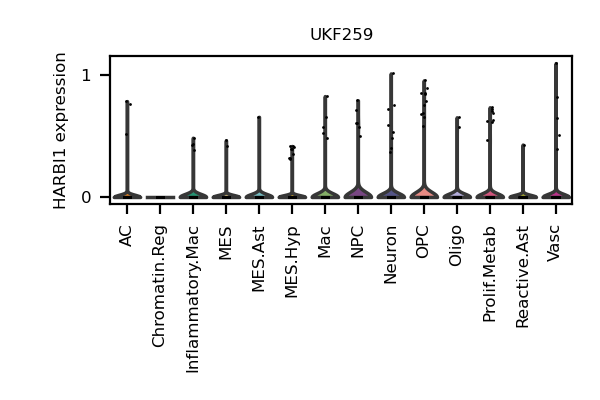 UKF259
HARBI1 expression
1
0
AC
Chromatin.Reg
Inflammatory.Mac
MES
MES.Ast
MES.Hyp
Mac
NPC
Neuron
OPC
Oligo
Prolif.Metab
Reactive.Ast
Vasc